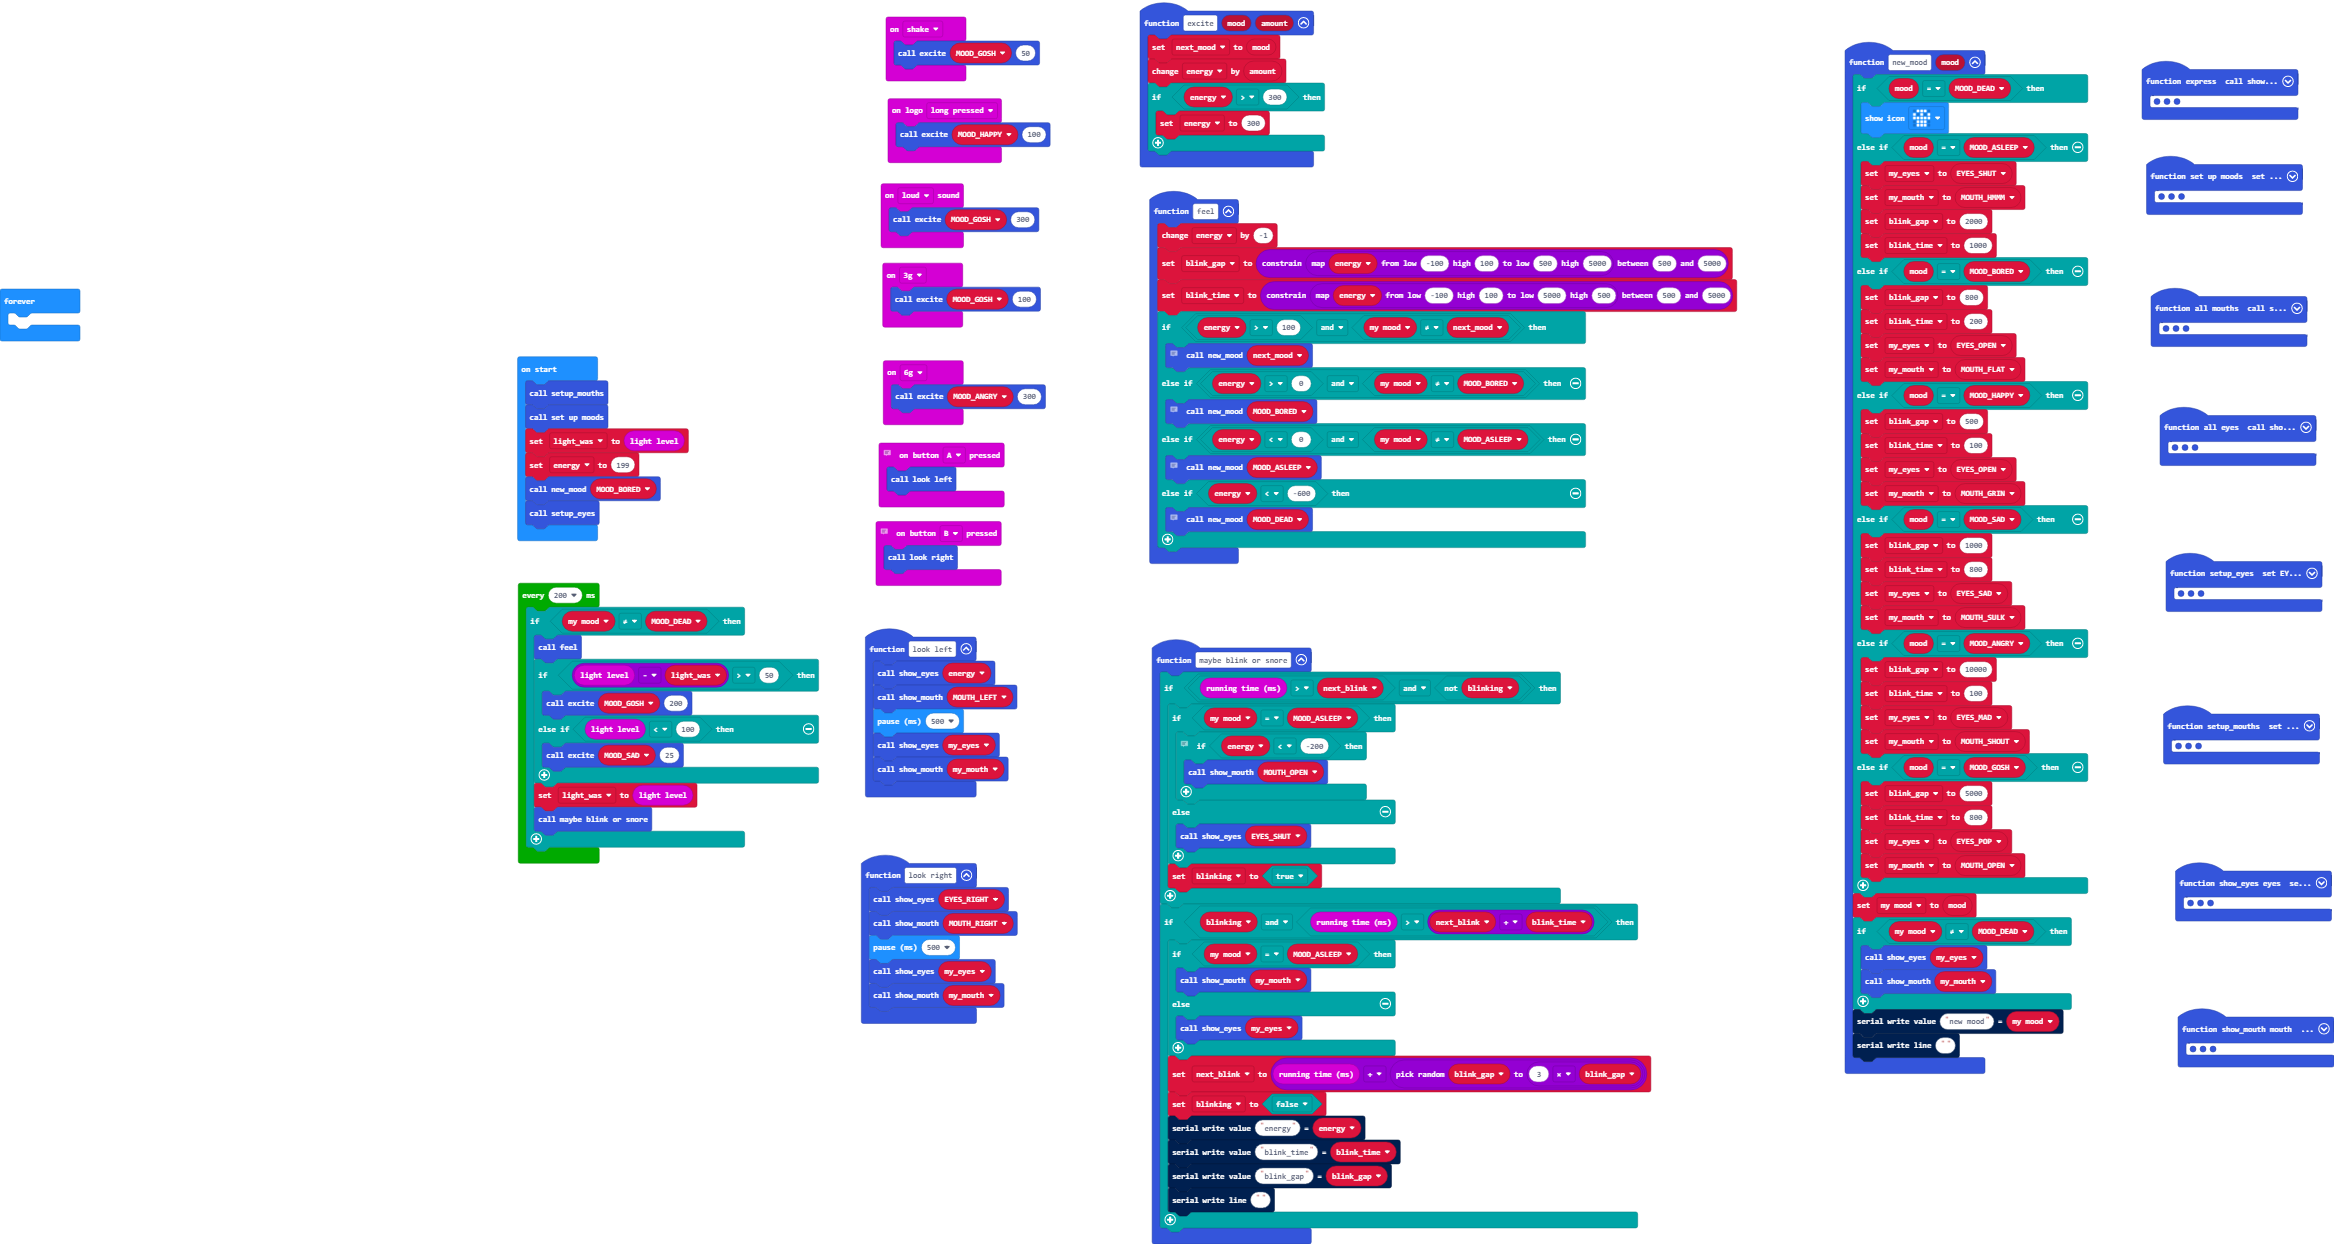 forever
on start
call setup_mouths
call set up moods
set light_was to light level
set energy to 199
call new_mood MOOD_BORED
call setup_eyes
every 200 ms
if my mood ≠ MOOD_DEAD then
call feel
if light level - light_was > 50 then
call excite MOOD_GOSH 200
else if light level < 100 then
call excite MOOD_SAD 25
set light_was to light level
call maybe blink or snore
on shake
call excite MOOD_GOSH 50
on logo long pressed
call excite MOOD_HAPPY 100
on loud sound
call excite MOOD_GOSH 300
on 3g
call excite MOOD_GOSH 100
on 6g
call excite MOOD_ANGRY 300
on button A pressed
call look left
on button B pressed
call look right
function look left
call show_eyes energy
call show_mouth MOUTH_LEFT
pause (ms) 500
call show_eyes my_eyes
call show_mouth my_mouth
function look right
call show_eyes EYES_RIGHT
call show_mouth MOUTH_RIGHT
pause (ms) 500
call show_eyes my_eyes
call show_mouth my_mouth
function excite mood amount
set next_mood to mood
change energy by amount
if energy > 300 then
set energy to 300
function feel
change energy by -1
set blink_gap to constrain map energy from low -100 high 100 to low 500 high 5000 between 500 and 5000
set blink_time to constrain map energy from low -100 high 100 to low 5000 high 500 between 500 and 5000
if energy > 100 and my mood ≠ next_mood then
call new_mood next_mood
else if energy > 0 and my mood ≠ MOOD_BORED then
call new_mood MOOD_BORED
else if energy < 0 and my mood ≠ MOOD_ASLEEP then
call new_mood MOOD_ASLEEP
else if energy < -600 then
call new_mood MOOD_DEAD
function maybe blink or snore
if running time (ms) > next_blink and not blinking then
if my mood = MOOD_ASLEEP then
if energy < -200 then
call show_mouth MOUTH_OPEN
else
call show_eyes EYES_SHUT
set blinking to true
if blinking and running time (ms) > next_blink + blink_time then
if my mood = MOOD_ASLEEP then
call show_mouth my_mouth
else
call show_eyes my_eyes
set next_blink to running time (ms) + pick random blink_gap to 3 × blink_gap
set blinking to false
serial write value "energy" = energy
serial write value "blink_time" = blink_time
serial write value "blink_gap" = blink_gap
serial write line ""
function new_mood mood
if mood = MOOD_DEAD then
show icon
else if mood = MOOD_ASLEEP then
set my_eyes to EYES_SHUT
set my_mouth to MOUTH_HMMM
set blink_gap to 2000
set blink_time to 1000
else if mood = MOOD_BORED then
set blink_gap to 800
set blink_time to 200
set my_eyes to EYES_OPEN
set my_mouth to MOUTH_FLAT
else if mood = MOOD_HAPPY then
set blink_gap to 500
set blink_time to 100
set my_eyes to EYES_OPEN
set my_mouth to MOUTH_GRIN
else if mood = MOOD_SAD then
set blink_gap to 1000
set blink_time to 800
set my_eyes to EYES_SAD
set my_mouth to MOUTH_SULK
else if mood = MOOD_ANGRY then
set blink_gap to 10000
set blink_time to 100
set my_eyes to EYES_MAD
set my_mouth to MOUTH_SHOUT
else if mood = MOOD_GOSH then
set blink_gap to 5000
set blink_time to 800
set my_eyes to EYES_POP
set my_mouth to MOUTH_OPEN
set my mood to mood
if my mood ≠ MOOD_DEAD then
call show_eyes my_eyes
call show_mouth my_mouth
serial write value "new mood" = my mood
serial write line ""
function express call show...
function set up moods set ...
function all mouths call s...
function all eyes call sho...
function setup_eyes set EY...
function setup_mouths set ...
function show_eyes eyes se...
function show_mouth mouth ...